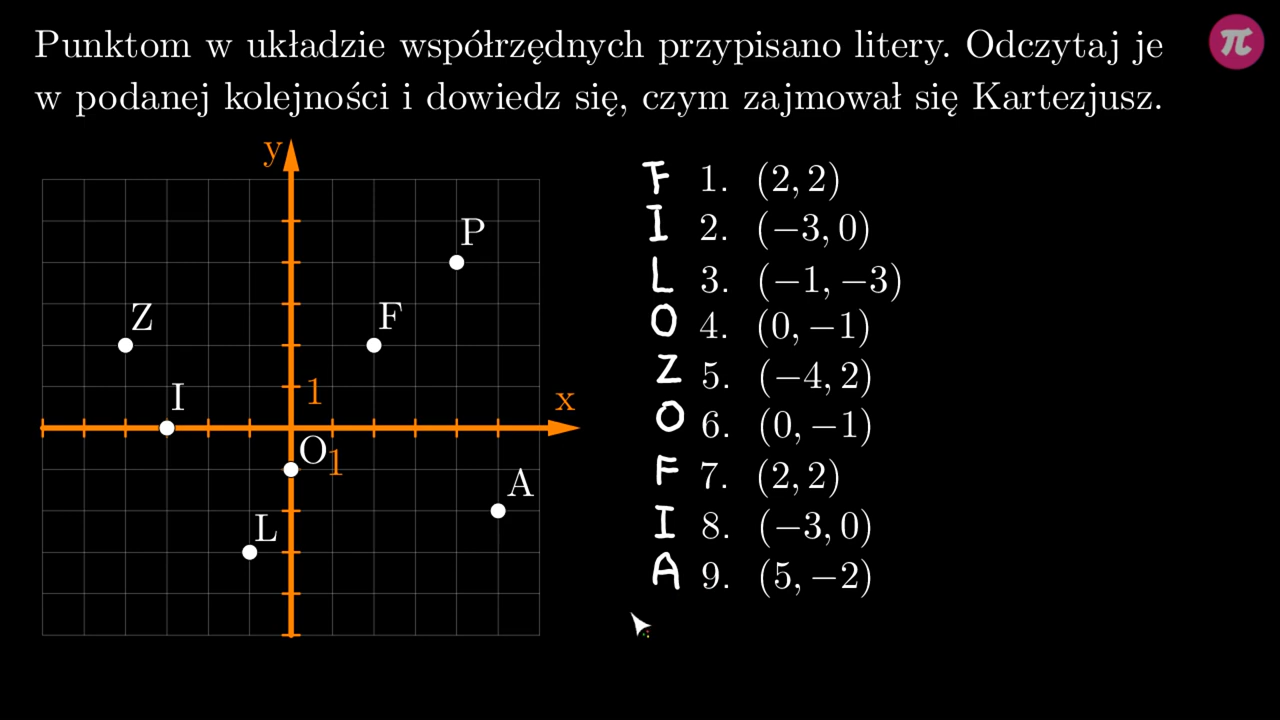 Punktom w układzie współrzędnych przypisano litery. Odczytaj je
w podanej kolejności i dowiedz się, czym zajmował się Kartezjusz.
π
y
P
Z
F
I
1
x
O
1
A
L
F 1. (2, 2)
I 2. (−3, 0)
L 3. (−1, −3)
O 4. (0, −1)
Z 5. (−4, 2)
O 6. (0, −1)
F 7. (2, 2)
I 8. (−3, 0)
A 9. (5, −2)